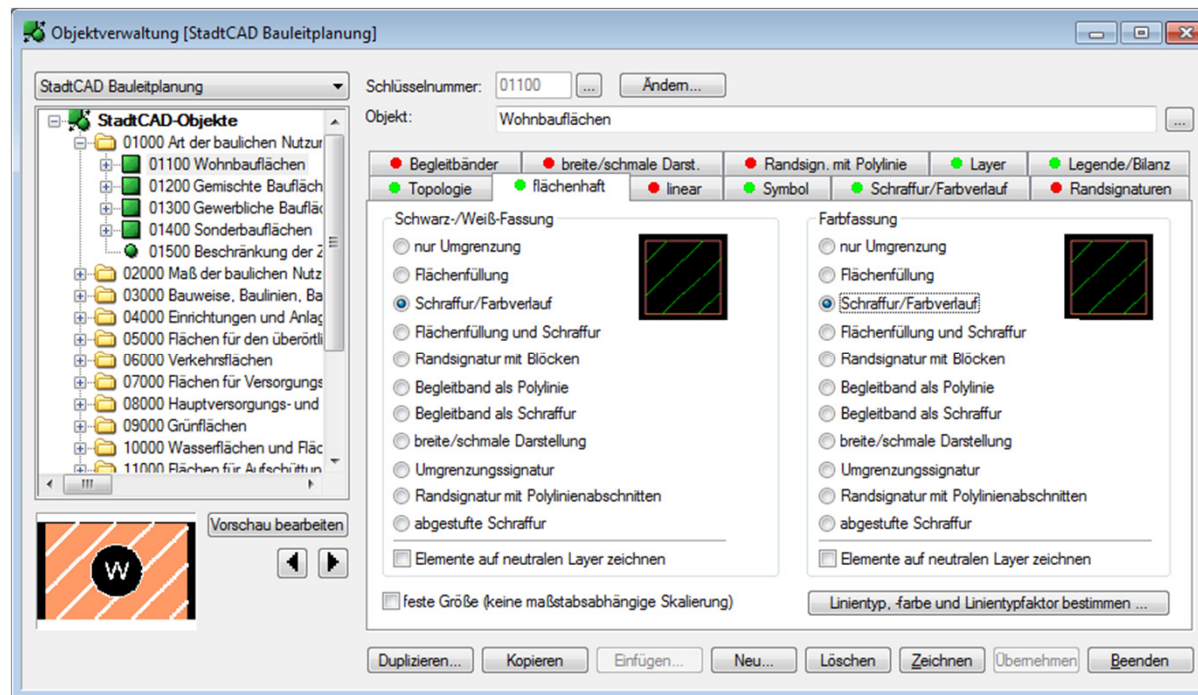 Objektverwaltung [StadtCAD Bauleitplanung]
StadtCAD Bauleitplanung
Schlüsselnummer: 01100 ... Ändern...
Objekt: Wohnbauflächen ...
StadtCAD-Objekte
01000 Art der baulichen Nutzur
01100 Wohnbauflächen
01200 Gemischte Baufläch
01300 Gewerbliche Baufläc
01400 Sonderbauflächen
01500 Beschränkung der Z
02000 Maß der baulichen Nutz
03000 Bauweise, Baulinien, Ba
04000 Einrichtungen und Anlag
05000 Flächen für den überörtli
06000 Verkehrsflächen
07000 Flächen für Versorgungs
08000 Hauptversorgungs- und
09000 Grünflächen
10000 Wasserflächen und Fläc
11000 Flächen für Aufschüttun
Vorschau bearbeiten
W
Begleitbänder breite/schmale Darst. Randsign. mit Polylinie Layer Legende/Bilanz
Topologie flächenhaft linear Symbol Schraffur/Farbverlauf Randsignaturen
Schwarz-/Weiß-Fassung
nur Umgrenzung
Flächenfüllung
Schraffur/Farbverlauf
Flächenfüllung und Schraffur
Randsignatur mit Blöcken
Begleitband als Polylinie
Begleitband als Schraffur
breite/schmale Darstellung
Umgrenzungssignatur
Randsignatur mit Polylinienabschnitten
abgestufte Schraffur
Elemente auf neutralen Layer zeichnen
Farbfassung
nur Umgrenzung
Flächenfüllung
Schraffur/Farbverlauf
Flächenfüllung und Schraffur
Randsignatur mit Blöcken
Begleitband als Polylinie
Begleitband als Schraffur
breite/schmale Darstellung
Umgrenzungssignatur
Randsignatur mit Polylinienabschnitten
abgestufte Schraffur
Elemente auf neutralen Layer zeichnen
feste Größe (keine maßstabsabhängige Skalierung)
Linientyp, -farbe und Linientypfaktor bestimmen ...
Duplizieren... Kopieren Einfügen... Neu... Löschen Zeichnen Übernehmen Beenden